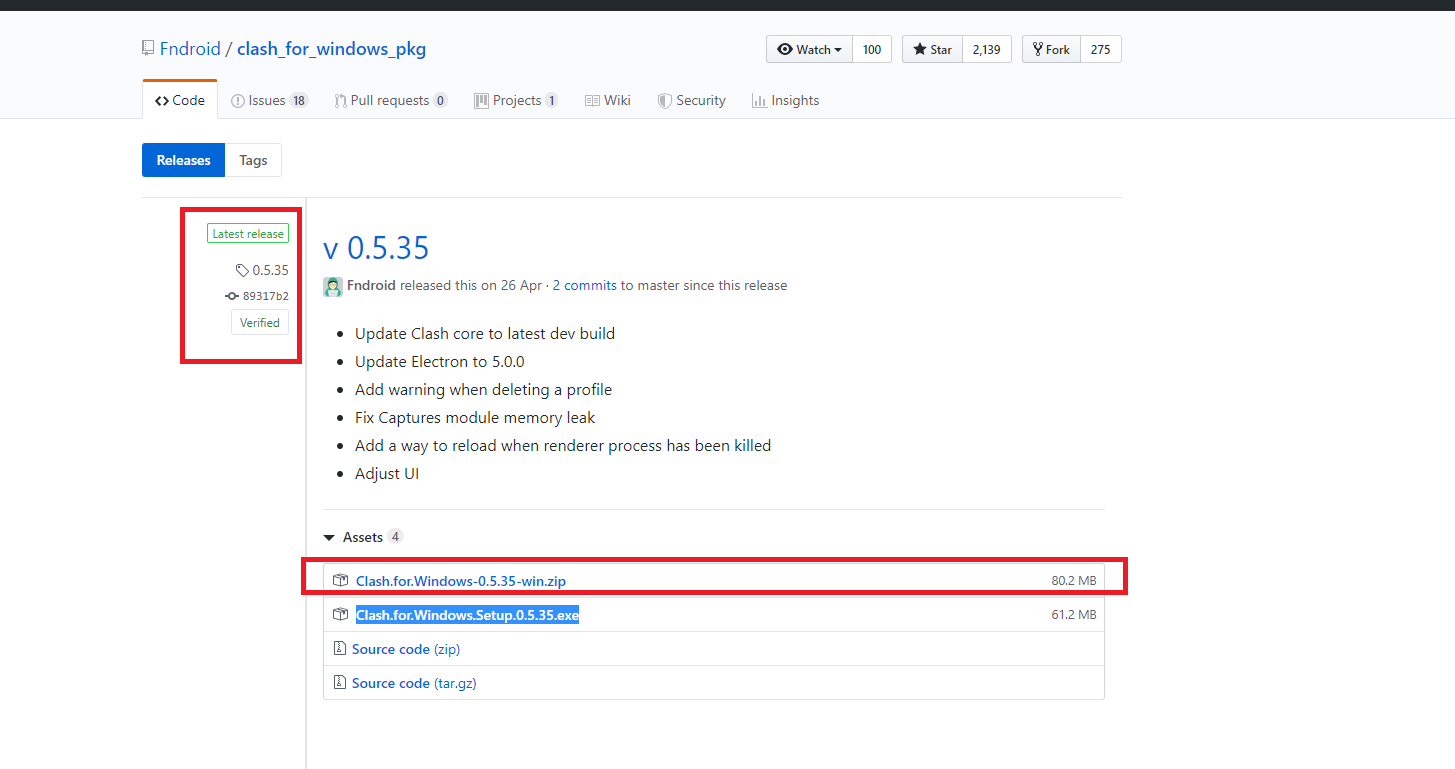 Fndroid / clash_for_windows_pkg
Watch 100 Star 2,139 Fork 275
Code Issues 18 Pull requests 0 Projects 1 Wiki Security Insights
Releases Tags
Latest release
0.5.35
89317b2
Verified
v 0.5.35
Fndroid released this on 26 Apr · 2 commits to master since this release
Update Clash core to latest dev build
Update Electron to 5.0.0
Add warning when deleting a profile
Fix Captures module memory leak
Add a way to reload when renderer process has been killed
Adjust UI
Assets 4
Clash.for.Windows-0.5.35-win.zip 80.2 MB
Clash.for.Windows.Setup.0.5.35.exe 61.2 MB
Source code (zip)
Source code (tar.gz)